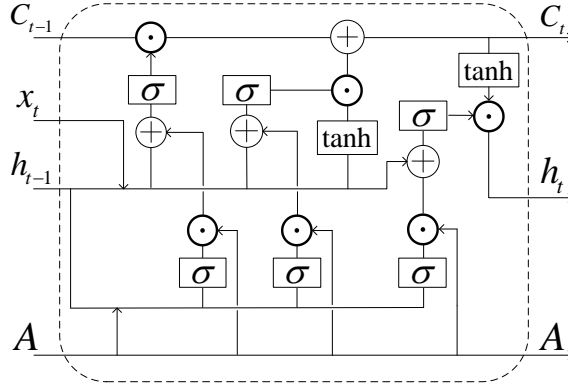 C_{t-1} C_t
tanh
x_t σ σ σ
tanh
h_{t-1} h_t
σ σ σ
A A